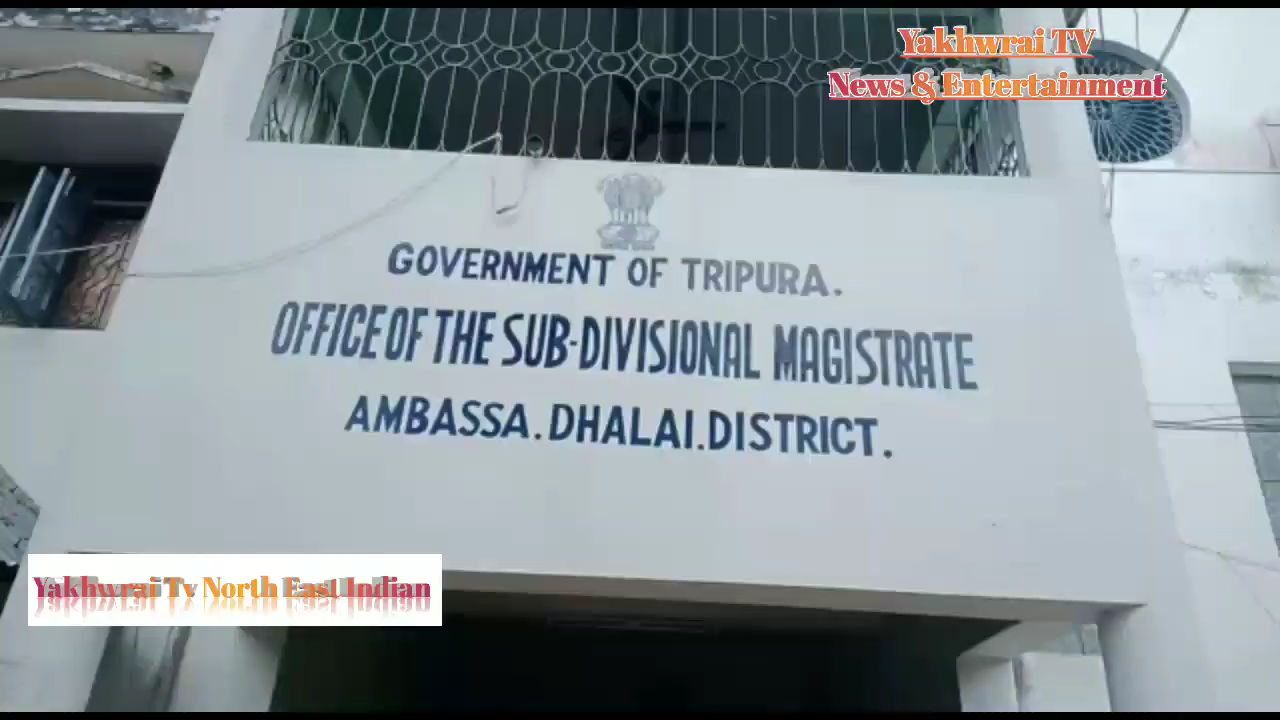 Yakhwrai TV
News & Entertainment
GOVERNMENT OF TRIPURA.
OFFICE OF THE SUB-DIVISIONAL MAGISTRATE
AMBASSA. DHALAI. DISTRICT.
Yakhwrai Tv North East Indian